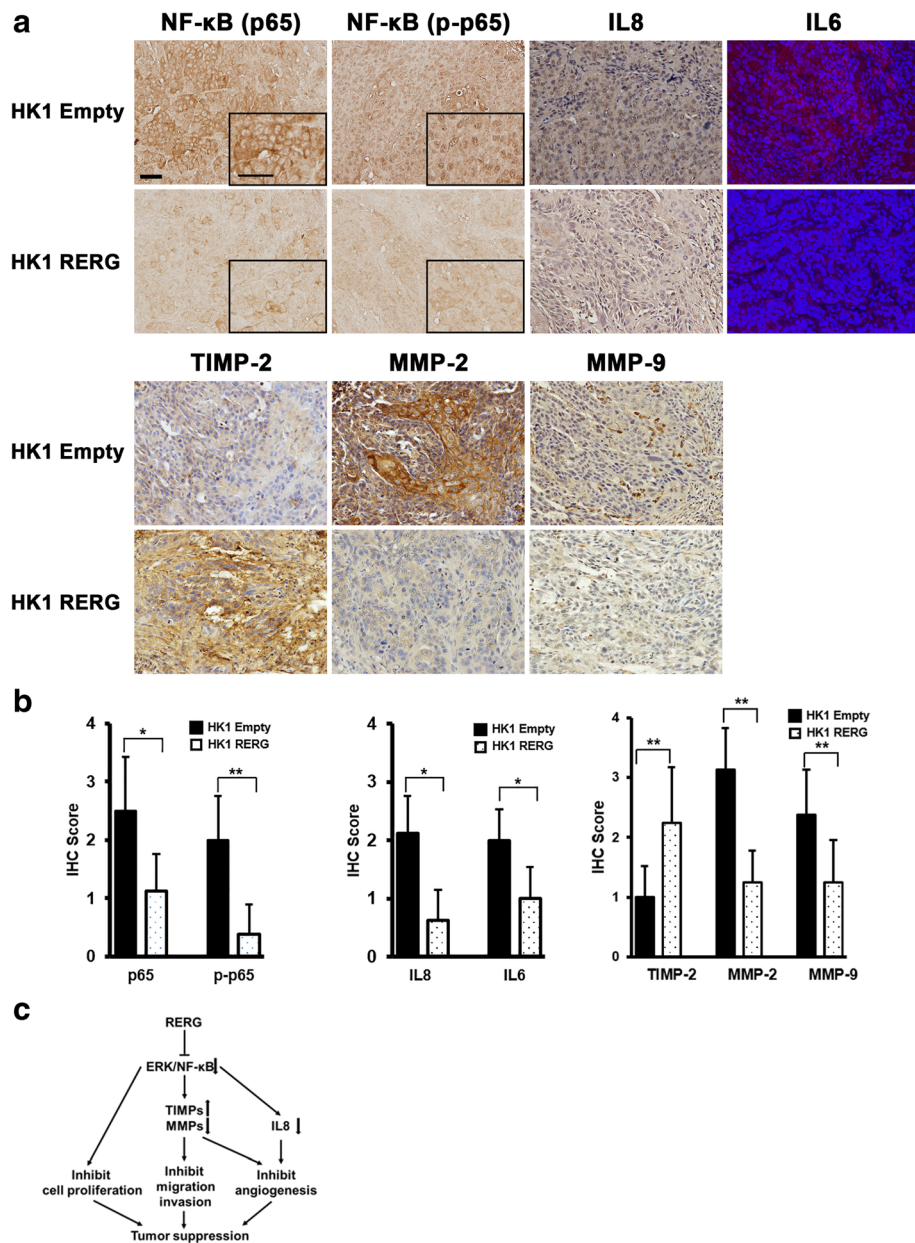 a
NF-κB (p65) NF-κB (p-p65) IL8 IL6
HK1 Empty
HK1 RERG
TIMP-2 MMP-2 MMP-9
HK1 Empty
HK1 RERG
b
4
3
2
1
0
IHC Score
HK1 Empty
HK1 RERG
*
**
p65 p-p65
4
3
2
1
0
IHC Score
HK1 Empty
HK1 RERG
*
*
IL8 IL6
4
3
2
1
0
IHC Score
HK1 Empty
HK1 RERG
**
**
**
TIMP-2 MMP-2 MMP-9
c
RERG
ERK/NF-κB
TIMPs
MMPs
IL8
Inhibit
cell proliferation
Inhibit
migration
invasion
Inhibit
angiogenesis
Tumor suppression